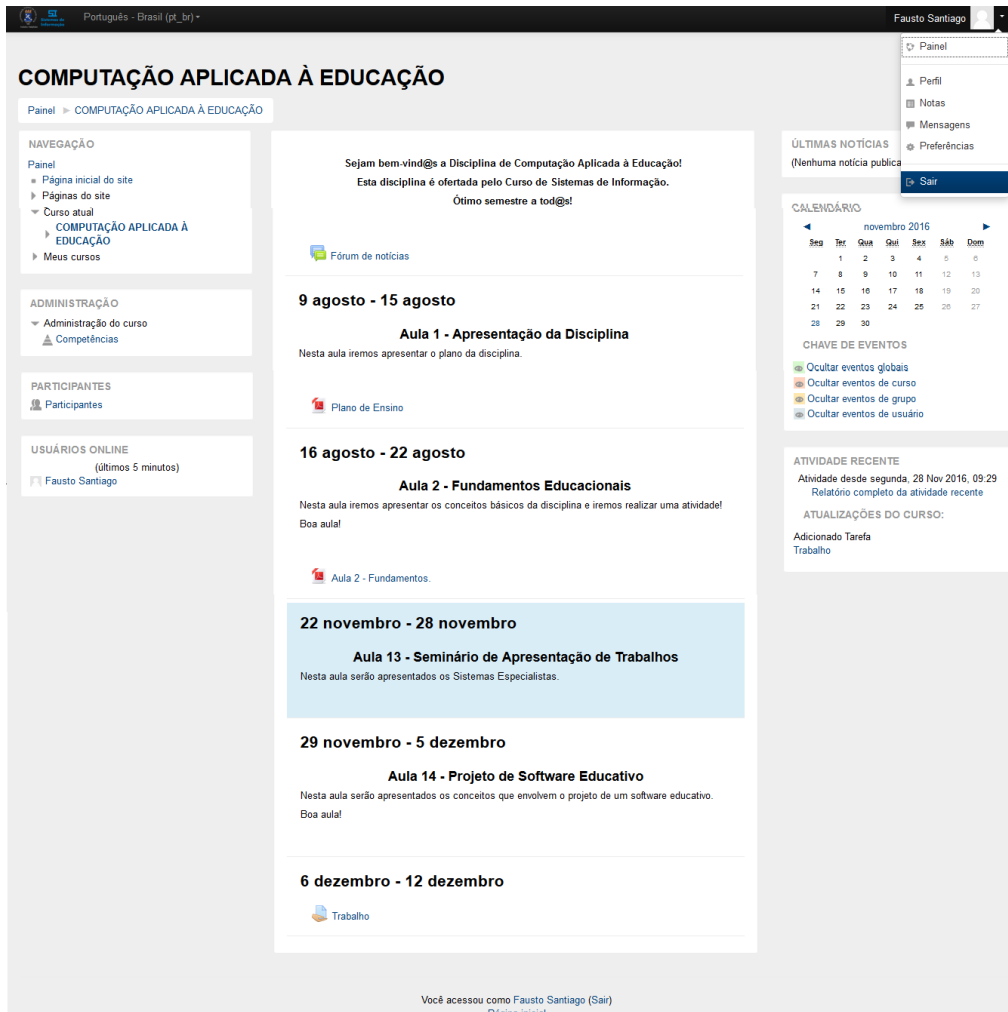 Português - Brasil (pt_br)
Fausto Santiago
Painel
Perfil
Notas
Mensagens
Preferências
Sair
COMPUTAÇÃO APLICADA À EDUCAÇÃO
Painel ► COMPUTAÇÃO APLICADA À EDUCAÇÃO
NAVEGAÇÃO
Painel
Página inicial do site
Páginas do site
Curso atual
COMPUTAÇÃO APLICADA À
EDUCAÇÃO
Meus cursos
ADMINISTRAÇÃO
Administração do curso
Competências
PARTICIPANTES
Participantes
USUÁRIOS ONLINE
(últimos 5 minutos)
Fausto Santiago
Sejam bem-vind@s a Disciplina de Computação Aplicada à Educação!
Esta disciplina é ofertada pelo Curso de Sistemas de Informação.
Ótimo semestre a tod@s!
Fórum de notícias
9 agosto - 15 agosto
Aula 1 - Apresentação da Disciplina
Nesta aula iremos apresentar o plano da disciplina.
Plano de Ensino
16 agosto - 22 agosto
Aula 2 - Fundamentos Educacionais
Nesta aula iremos apresentar os conceitos básicos da disciplina e iremos realizar uma atividade!
Boa aula!
Aula 2 - Fundamentos.
22 novembro - 28 novembro
Aula 13 - Seminário de Apresentação de Trabalhos
Nesta aula serão apresentados os Sistemas Especialistas.
29 novembro - 5 dezembro
Aula 14 - Projeto de Software Educativo
Nesta aula serão apresentados os conceitos que envolvem o projeto de um software educativo.
Boa aula!
6 dezembro - 12 dezembro
Trabalho
ÚLTIMAS NOTÍCIAS
(Nenhuma notícia publica
CALENDÁRIO
◄ novembro 2016 ►
Seg Ter Qua Qui Sex Sáb Dom
1 2 3 4 5 6
7 8 9 10 11 12 13
14 15 16 17 18 19 20
21 22 23 24 25 26 27
28 29 30
CHAVE DE EVENTOS
Ocultar eventos globais
Ocultar eventos de curso
Ocultar eventos de grupo
Ocultar eventos de usuário
ATIVIDADE RECENTE
Atividade desde segunda, 28 Nov 2016, 09:29
Relatório completo da atividade recente
ATUALIZAÇÕES DO CURSO:
Adicionado Tarefa
Trabalho
Você acessou como Fausto Santiago (Sair)